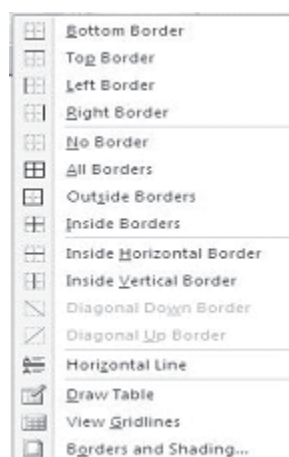 Bottom Border
Top Border
Left Border
Right Border
No Border
All Borders
Outside Borders
Inside Borders
Inside Horizontal Border
Inside Vertical Border
Diagonal Down Border
Diagonal Up Border
Horizontal Line
Draw Table
View Gridlines
Borders and Shading...